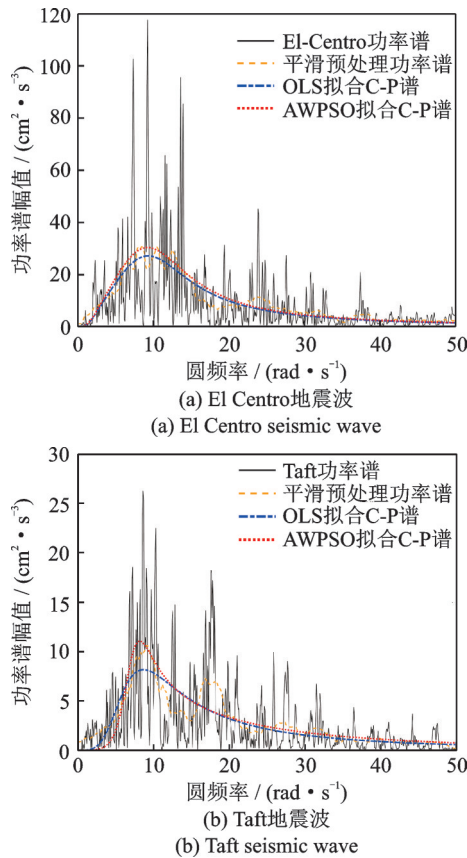 120
100
80
60
40
20
0
功率谱幅值 / (cm²·s⁻³)
El-Centro功率谱
平滑预处理功率谱
OLS拟合C-P谱
AWPSO拟合C-P谱
0 10 20 30 40 50
圆频率 / (rad·s⁻¹)
(a) El Centro地震波
(a) El Centro seismic wave
30
25
20
15
10
5
0
功率谱幅值 / (cm²·s⁻³)
Taft功率谱
平滑预处理功率谱
OLS拟合C-P谱
AWPSO拟合C-P谱
0 10 20 30 40 50
圆频率 / (rad·s⁻¹)
(b) Taft地震波
(b) Taft seismic wave